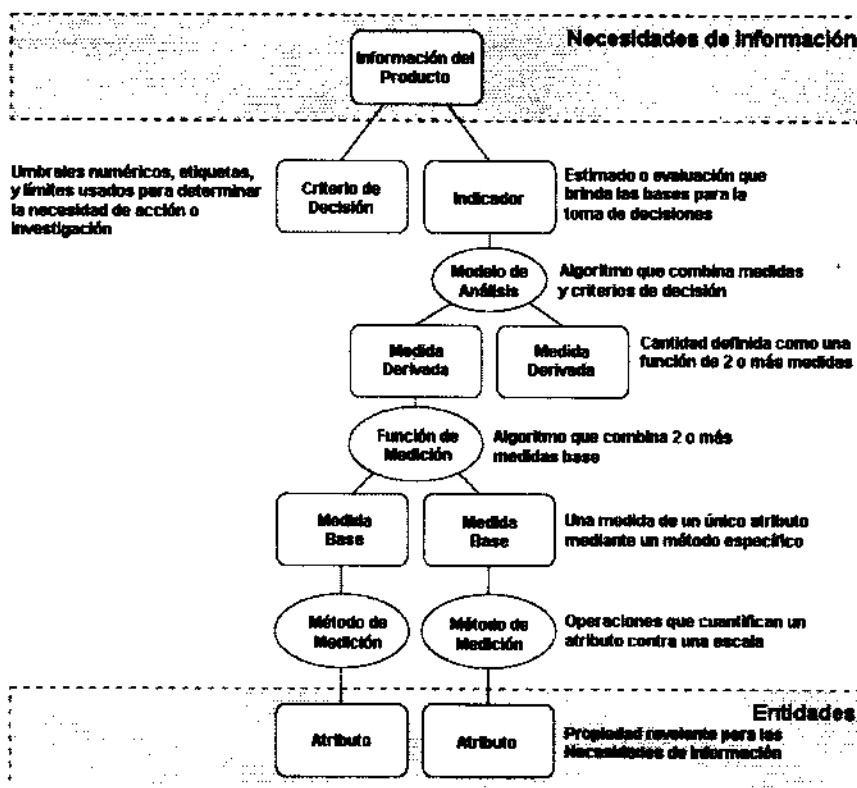 Necesidades de Información
Información del
Producto
Umbrales numéricos, etiquetas,
y límites usados para determinar
la necesidad de acción o
investigación
Criterio de
Decisión
Indicador
Estimado o evaluación que
brinda las bases para la
toma de decisiones
Modelo de
Análisis
Algoritmo que combina medidas
y criterios de decisión
Medida
Derivada
Medida
Derivada
Cantidad definida como una
función de 2 o más medidas
Función de
Medición
Algoritmo que combina 2 o más
medidas base
Medida
Base
Medida
Base
Una medida de un único atributo
mediante un método específico
Método de
Medición
Método de
Medición
Operaciones que cuantifican un
atributo contra una escala
Entidades
Atributo
Atributo
Propiedad revelante para las
Necesidades de Información